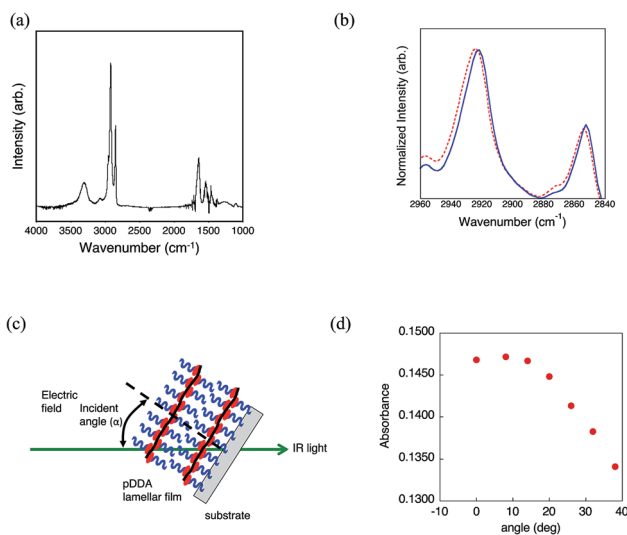 (a)
Intensity (arb.)
4000 3500 3000 2500 2000 1500 1000
Wavenumber (cm-1)
(b)
Normalized Intensity (arb.)
2960 2940 2920 2900 2880 2860 2840
Wavenumber (cm-1)
(c)
Electric
field
Incident
angle (α)
IR light
pDDA
lamellar film
substrate
(d)
Absorbance
0.1500
0.1450
0.1400
0.1350
0.1300
-10 0 10 20 30 40
angle (deg)